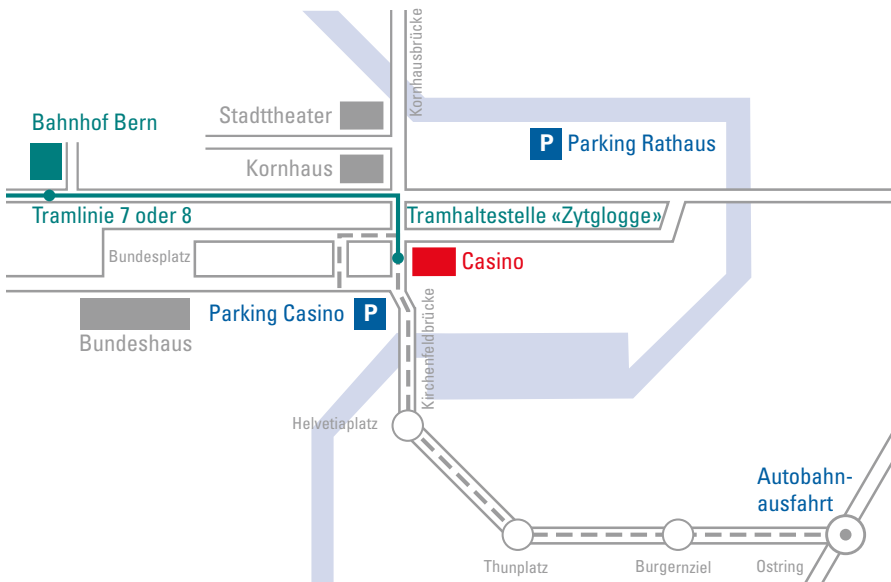 Kornhausbrücke
Stadttheater
Bahnhof Bern
P Parking Rathaus
Kornhaus
Tramlinie 7 oder 8
Tramhaltestelle «Zytglogge»
Bundesplatz
Casino
Parking Casino P
Bundeshaus
Kirchenfeldbrücke
Helvetiaplatz
Autobahn-
ausfahrt
Thunplatz
Burgernziel
Ostring